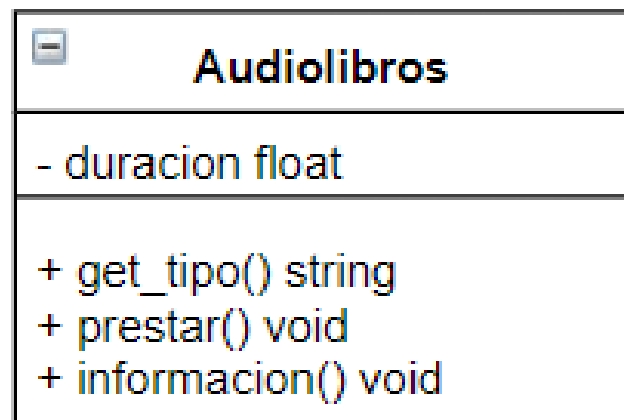 Audiolibros
- duracion float
+ get_tipo() string
+ prestar() void
+ informacion() void